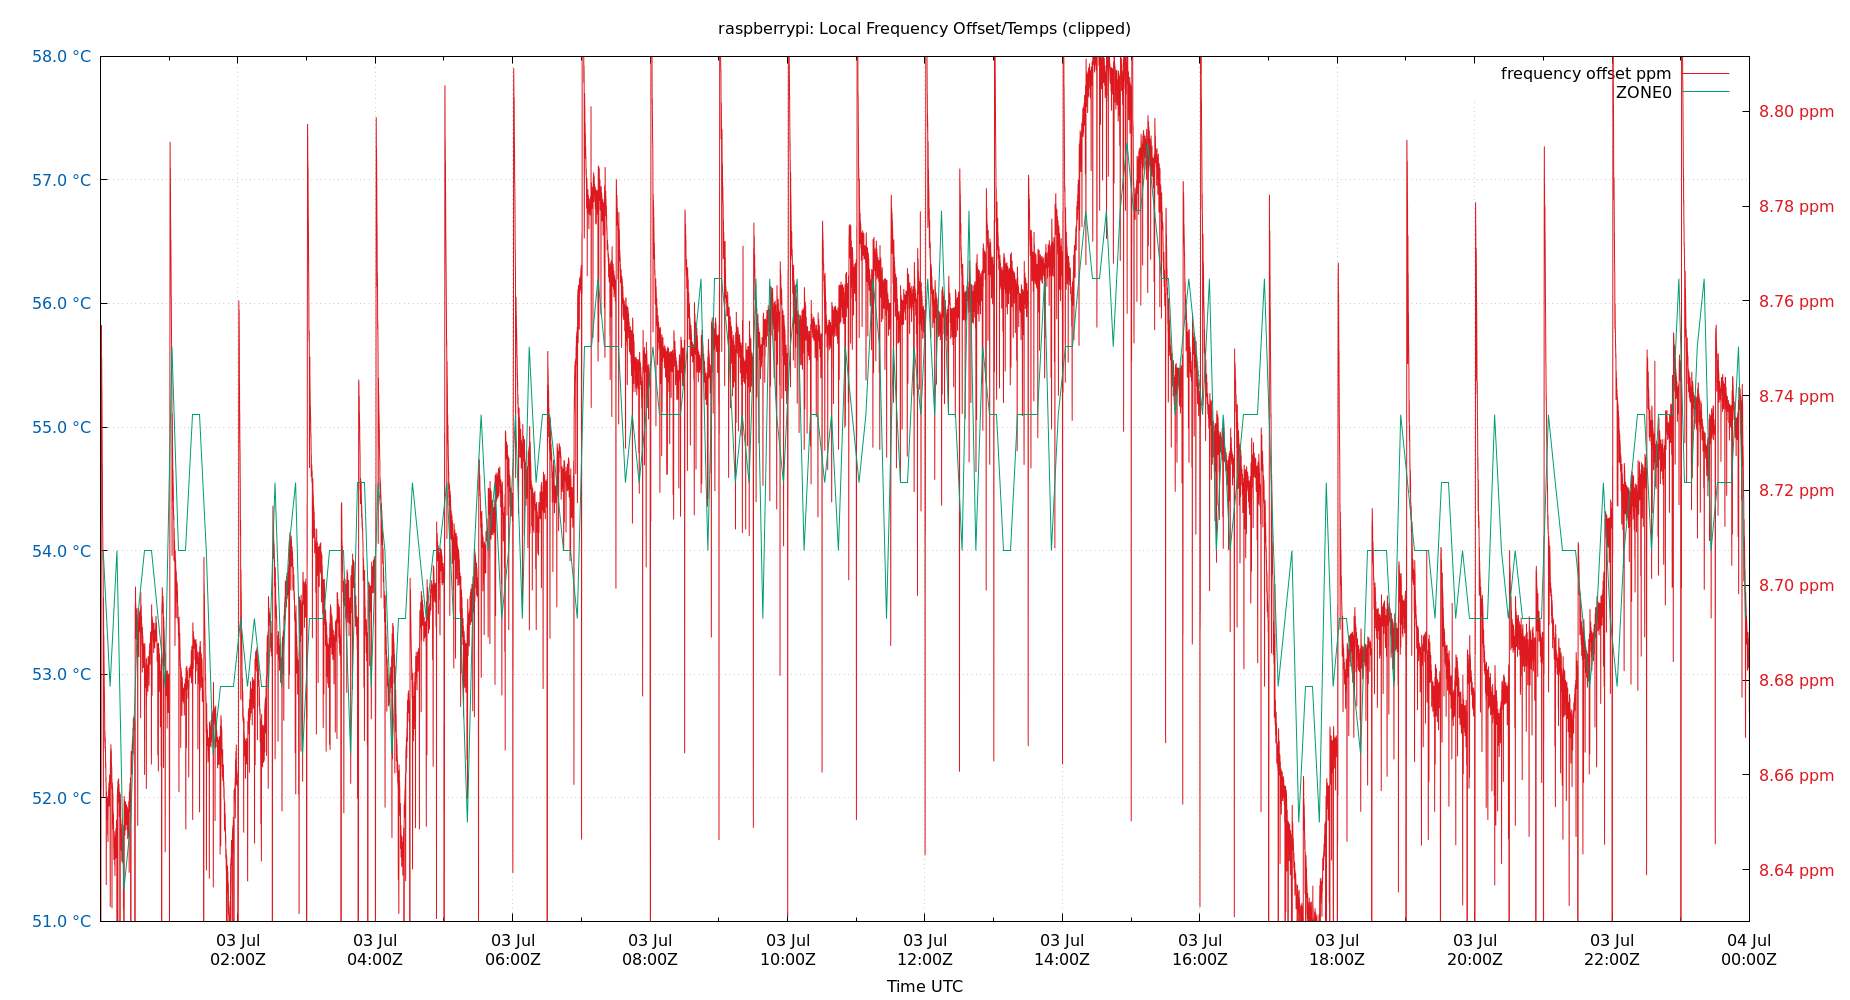 raspberrypi: Local Frequency Offset/Temps (clipped)
58.0 °C
57.0 °C
56.0 °C
55.0 °C
54.0 °C
53.0 °C
52.0 °C
51.0 °C
frequency offset ppm
ZONE0
8.80 ppm
8.78 ppm
8.76 ppm
8.74 ppm
8.72 ppm
8.70 ppm
8.68 ppm
8.66 ppm
8.64 ppm
03 Jul
02:00Z
03 Jul
04:00Z
03 Jul
06:00Z
03 Jul
08:00Z
03 Jul
10:00Z
03 Jul
12:00Z
03 Jul
14:00Z
03 Jul
16:00Z
03 Jul
18:00Z
03 Jul
20:00Z
03 Jul
22:00Z
04 Jul
00:00Z
Time UTC